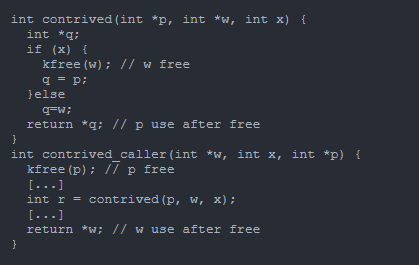 int contrived(int *p, int *w, int x) {
  int *q;
  if (x) {
    kfree(w); // w free
    q = p;
  }else
    q=w;
  return *q; // p use after free
}
int contrived_caller(int *w, int x, int *p) {
  kfree(p); // p free
  [...]
  int r = contrived(p, w, x);
  [...]
  return *w; // w use after free
}